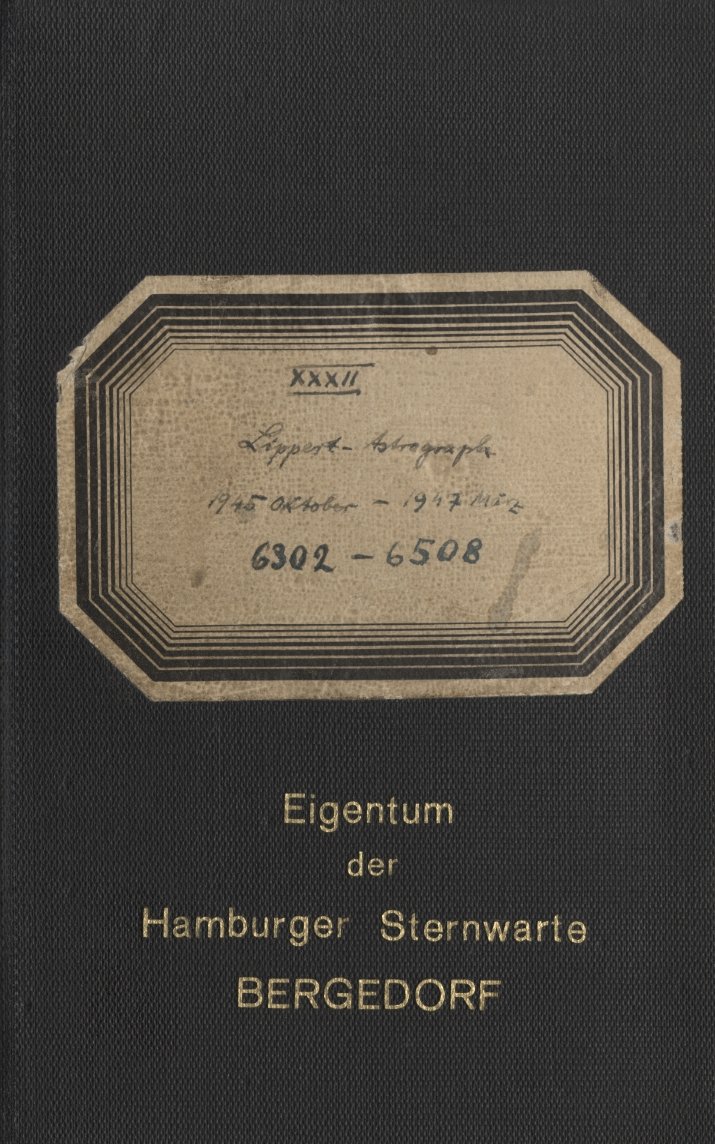 XXXII
Lippert-Astrograph
1945 Oktober - 1947 März
6302 - 6508
Eigentum
der
Hamburger Sternwarte
BERGEDORF